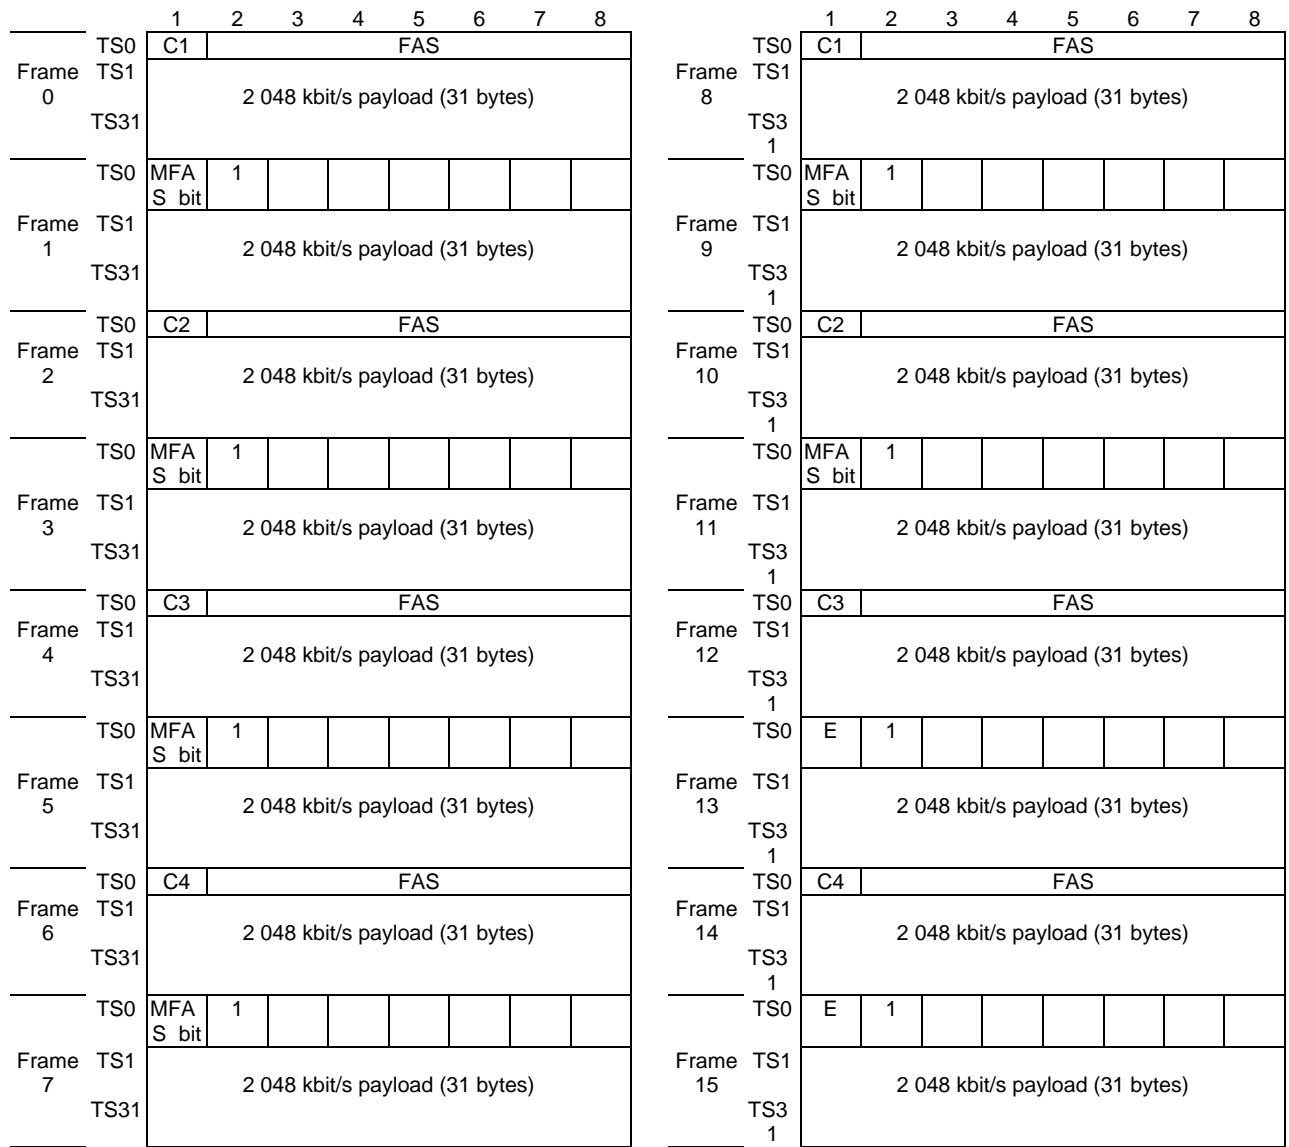 1 2 3 4 5 6 7 8
TS0 C1 FAS
Frame TS1
0 2 048 kbit/s payload (31 bytes)
TS31
TS0 MFA 1
S bit
Frame TS1
1 2 048 kbit/s payload (31 bytes)
TS31
TS0 C2 FAS
Frame TS1
2 2 048 kbit/s payload (31 bytes)
TS31
TS0 MFA 1
S bit
Frame TS1
3 2 048 kbit/s payload (31 bytes)
TS31
TS0 C3 FAS
Frame TS1
4 2 048 kbit/s payload (31 bytes)
TS31
TS0 MFA 1
S bit
Frame TS1
5 2 048 kbit/s payload (31 bytes)
TS31
TS0 C4 FAS
Frame TS1
6 2 048 kbit/s payload (31 bytes)
TS31
TS0 MFA 1
S bit
Frame TS1
7 2 048 kbit/s payload (31 bytes)
TS31
1 2 3 4 5 6 7 8
TS0 C1 FAS
Frame TS1
8 2 048 kbit/s payload (31 bytes)
TS3
1
TS0 MFA 1
S bit
Frame TS1
9 2 048 kbit/s payload (31 bytes)
TS3
1
TS0 C2 FAS
Frame TS1
10 2 048 kbit/s payload (31 bytes)
TS3
1
TS0 MFA 1
S bit
Frame TS1
11 2 048 kbit/s payload (31 bytes)
TS3
1
TS0 C3 FAS
Frame TS1
12 2 048 kbit/s payload (31 bytes)
TS3
1
TS0 E 1
Frame TS1
13 2 048 kbit/s payload (31 bytes)
TS3
1
TS0 C4 FAS
Frame TS1
14 2 048 kbit/s payload (31 bytes)
TS3
1
TS0 E 1
Frame TS1
15 2 048 kbit/s payload (31 bytes)
TS3
1